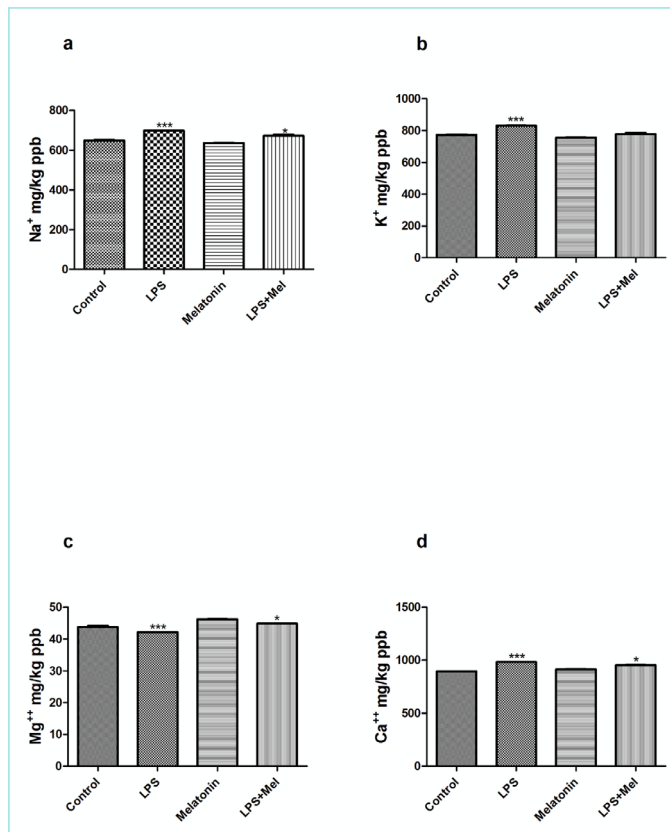 a
Na+ mg/kg ppb
800
600
400
200
0
***
*
Control
LPS
Melatonin
LPS+Mel
b
K+ mg/kg ppb
1000
800
600
400
200
0
***
Control
LPS
Melatonin
LPS+Mel
c
Mg++ mg/kg ppb
50
40
30
20
10
0
***
*
Control
LPS
Melatonin
LPS+Mel
d
Ca++ mg/kg ppb
1500
1000
500
0
***
*
Control
LPS
Melatonin
LPS+Mel